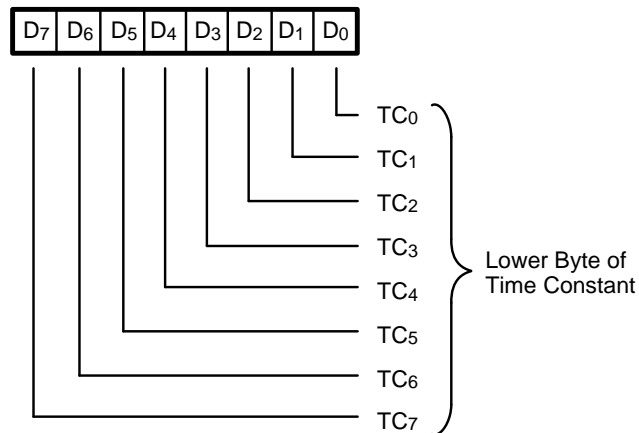 D7 D6 D5 D4 D3 D2 D1 D0
TC0
TC1
TC2
TC3
TC4
TC5
TC6
TC7
Lower Byte of
Time Constant